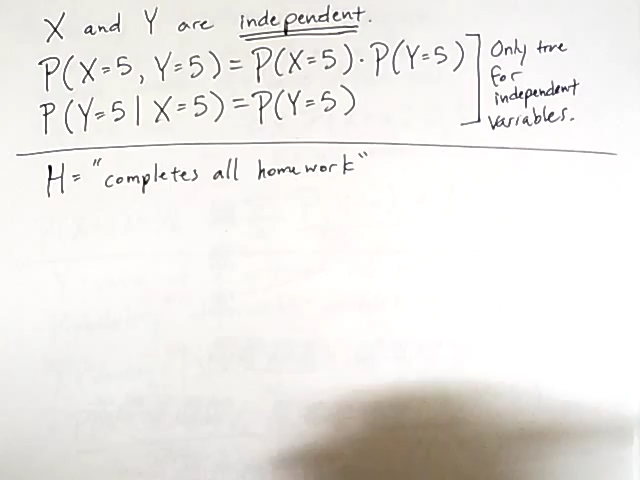 X and Y are independent.
P(X=5, Y=5) = P(X=5) · P(Y=5)
P(Y=5 | X=5) = P(Y=5)
Only true
for
independent
variables.
H = "completes all homework"